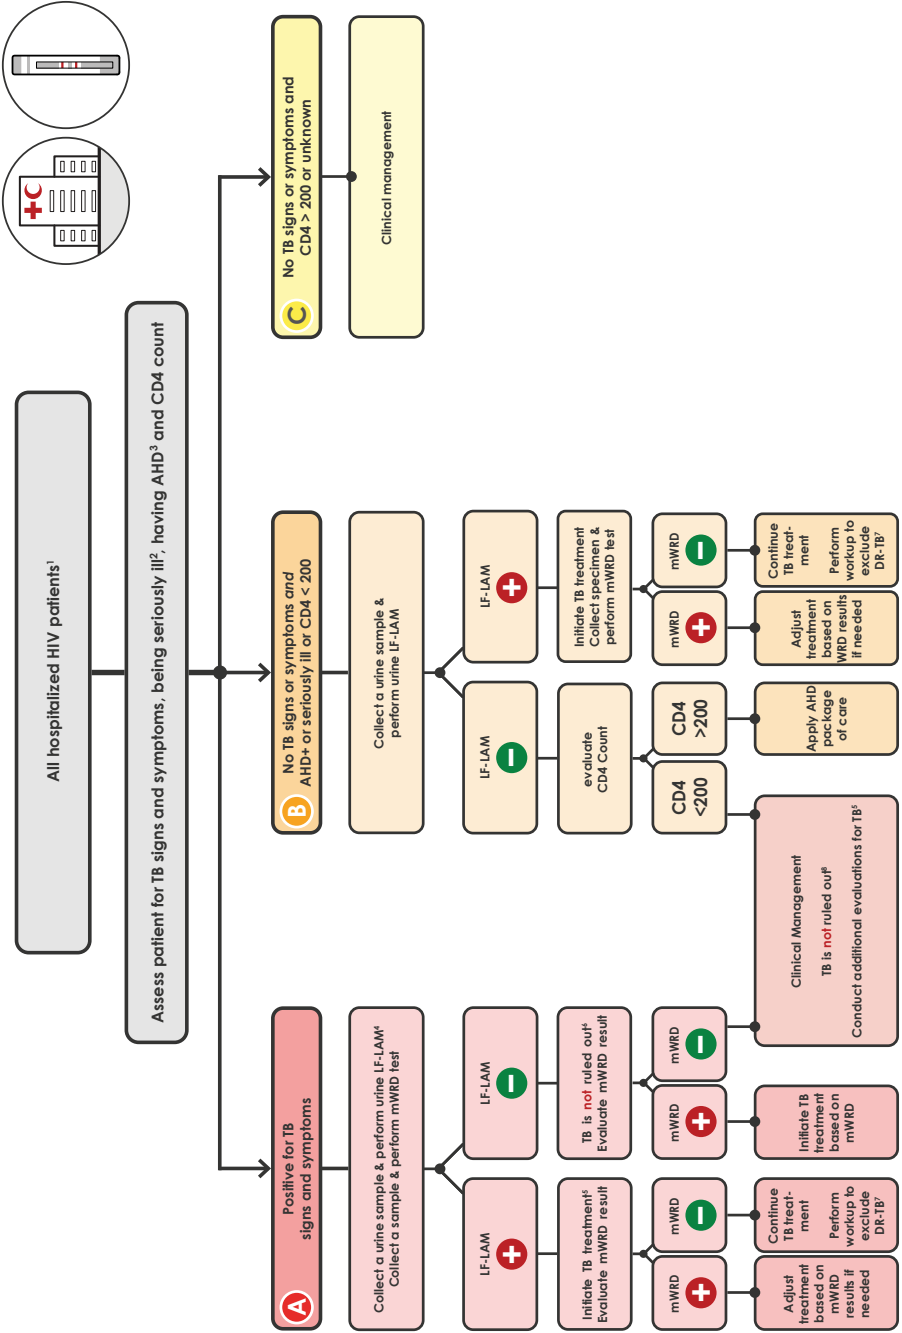 All hospitalized HIV patients¹
Assess patient for TB signs and symptoms, being seriously ill², having AHD³ and CD4 count
A
Positive for TB
signs and symptoms
Collect a urine sample & perform urine LF-LAM⁴
Collect a sample & perform mWRD test
LF-LAM
+
Initiate TB treatment⁵
Evaluate mWRD result
mWRD
+
Adjust
treatment
based on
mWRD
results if
needed
mWRD
−
Continue
TB treat-
ment
Perform
workup to
exclude
DR-TB⁷
LF-LAM
−
TB is not ruled out⁶
Evaluate mWRD result
mWRD
+
Inifiate TB
treatment
based on
mWRD
mWRD
−
Clinical Management
TB is not ruled out⁸
Conduct additional evaluations for TB⁵
B
No TB signs or symptoms and
AHD+ or seriously ill or CD4 < 200
Collect a urine sample &
perform urine LF-LAM
LF-LAM
−
evaluate
CD4 Count
CD4
<200
CD4
>200
Apply AHD
package
of care
LF-LAM
+
Initiate TB treatment
Collect specimen &
perform mWRD test
mWRD
+
Adjust
treatment
based on
WRD results
if needed
mWRD
−
Continue
TB treat-
ment
Perform
workup to
exclude
DR-TB⁷
C
No TB signs or symptoms and
CD4 > 200 or unknown
Clinical management